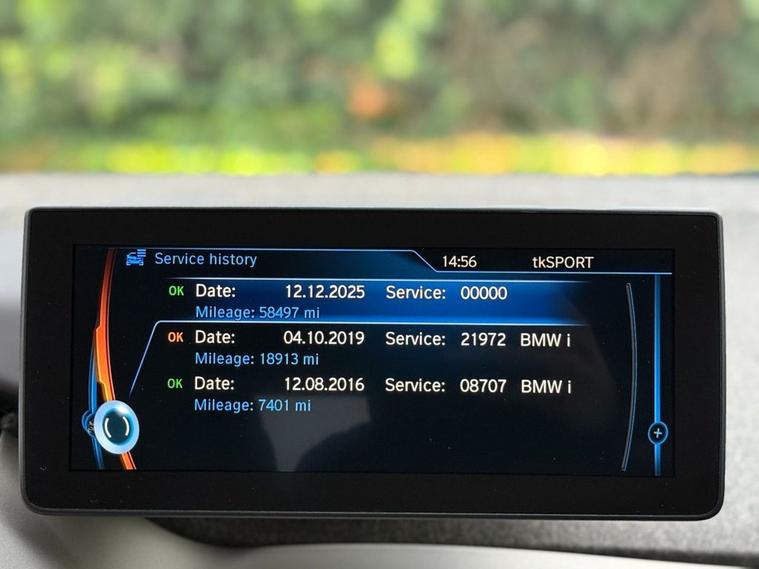 Service history 14:56 tkSPORT
OK Date: 12.12.2025 Service: 00000
Mileage: 58497 mi
OK Date: 04.10.2019 Service: 21972 BMW i
Mileage: 18913 mi
OK Date: 12.08.2016 Service: 08707 BMW i
Mileage: 7401 mi